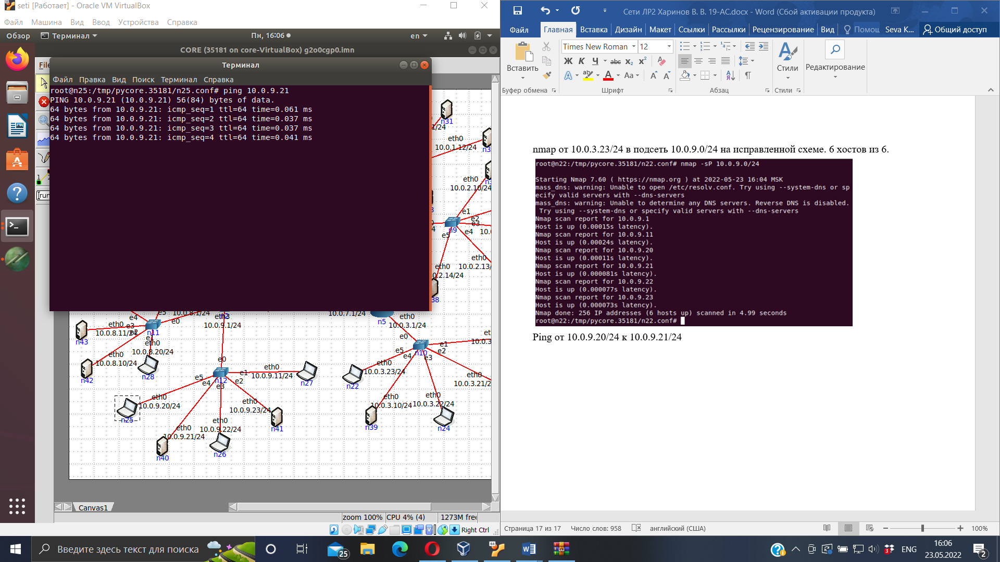 seti [Работает] - Oracle VM VirtualBox
Файл Машина Вид Ввод Устройства Справка
Обзор Терминал Пн, 16:06 en
CORE (35181 on core-VirtualBox) g2o0cgp0.imn
File
Терминал
Файл Правка Вид Поиск Терминал Справка
root@n25:/tmp/pycore.35181/n25.conf# ping 10.0.9.21
PING 10.0.9.21 (10.0.9.21) 56(84) bytes of data.
64 bytes from 10.0.9.21: icmp_seq=1 ttl=64 time=0.061 ms
64 bytes from 10.0.9.21: icmp_seq=2 ttl=64 time=0.037 ms
64 bytes from 10.0.9.21: icmp_seq=3 ttl=64 time=0.037 ms
64 bytes from 10.0.9.21: icmp_seq=4 ttl=64 time=0.041 ms
n31
1/24
eth0
10.0.1.12/24
eth0
10.0.2.10/24
e1
e2
e3
n9
e4
e5
eth0
10.0.2.13/
eth0
0.2.14/24
38
e4
e5
10.0.8.1/24
eth3
10.0.9.1/24
10.0.7.1/24
n5
eth0
10.0.3.1/24
eth0
10.0.8.11/24
e3
e2
n11
e0
e1
n43
eth0
10.0.8.20/24
eth0
10.0.8.10/24
n42
n28
e0
e5
e4
n12
e3
e1
e2
eth0
10.0.9.11/24
n27
eth0
10.0.9.20/24
n25
eth0
10.0.9.23/24
n41
eth0
10.0.9.22/24
n26
eth0
10.0.9.21/24
n40
e0
e5
e4
n10
e3
e1
e2
eth0
10.0.3.23/24
n22
eth0
10.0.3.10/24
n39
eth0
10.0.3.22/24
n24
eth0
10.0.3.21/2
Canvas1
zoom 100% CPU 4% (4) 1273M free
Right Ctrl
Сети ЛР2 Харинов В. В. 19-АС.docx - Word (Сбой активации продукта)
Файл Главная Вставка Дизайн Макет Ссылки Рассылки Рецензирование Вид Помощ Seva K... Общий доступ
Вставить
Times New Roman 12
Ж К Ч abc x₂ x²
A Aa A A
Стили
Редактирование
Буфер обмена Шрифт Абзац Стили
nmap от 10.0.3.23/24 в подсеть 10.0.9.0/24 на исправленной схеме. 6 хостов из 6.
root@n22:/tmp/pycore.35181/n22.conf# nmap -sP 10.0.9.0/24
Starting Nmap 7.60 ( https://nmap.org ) at 2022-05-23 16:04 MSK
mass_dns: warning: Unable to open /etc/resolv.conf. Try using --system-dns or sp
ecify valid servers with --dns-servers
mass_dns: warning: Unable to determine any DNS servers. Reverse DNS is disabled.
Try using --system-dns or specify valid servers with --dns-servers
Nmap scan report for 10.0.9.1
Host is up (0.00015s latency).
Nmap scan report for 10.0.9.11
Host is up (0.00024s latency).
Nmap scan report for 10.0.9.20
Host is up (0.00011s latency).
Nmap scan report for 10.0.9.21
Host is up (0.000081s latency).
Nmap scan report for 10.0.9.22
Host is up (0.000077s latency).
Nmap scan report for 10.0.9.23
Host is up (0.000073s latency).
Nmap done: 256 IP addresses (6 hosts up) scanned in 4.99 seconds
root@n22:/tmp/pycore.35181/n22.conf#
Ping от 10.0.9.20/24 к 10.0.9.21/24
Страница 17 из 17 Число слов: 958 английский (США) 100%
Введите здесь текст для поиска
25
64
3
ENG
16:06
23.05.2022
2